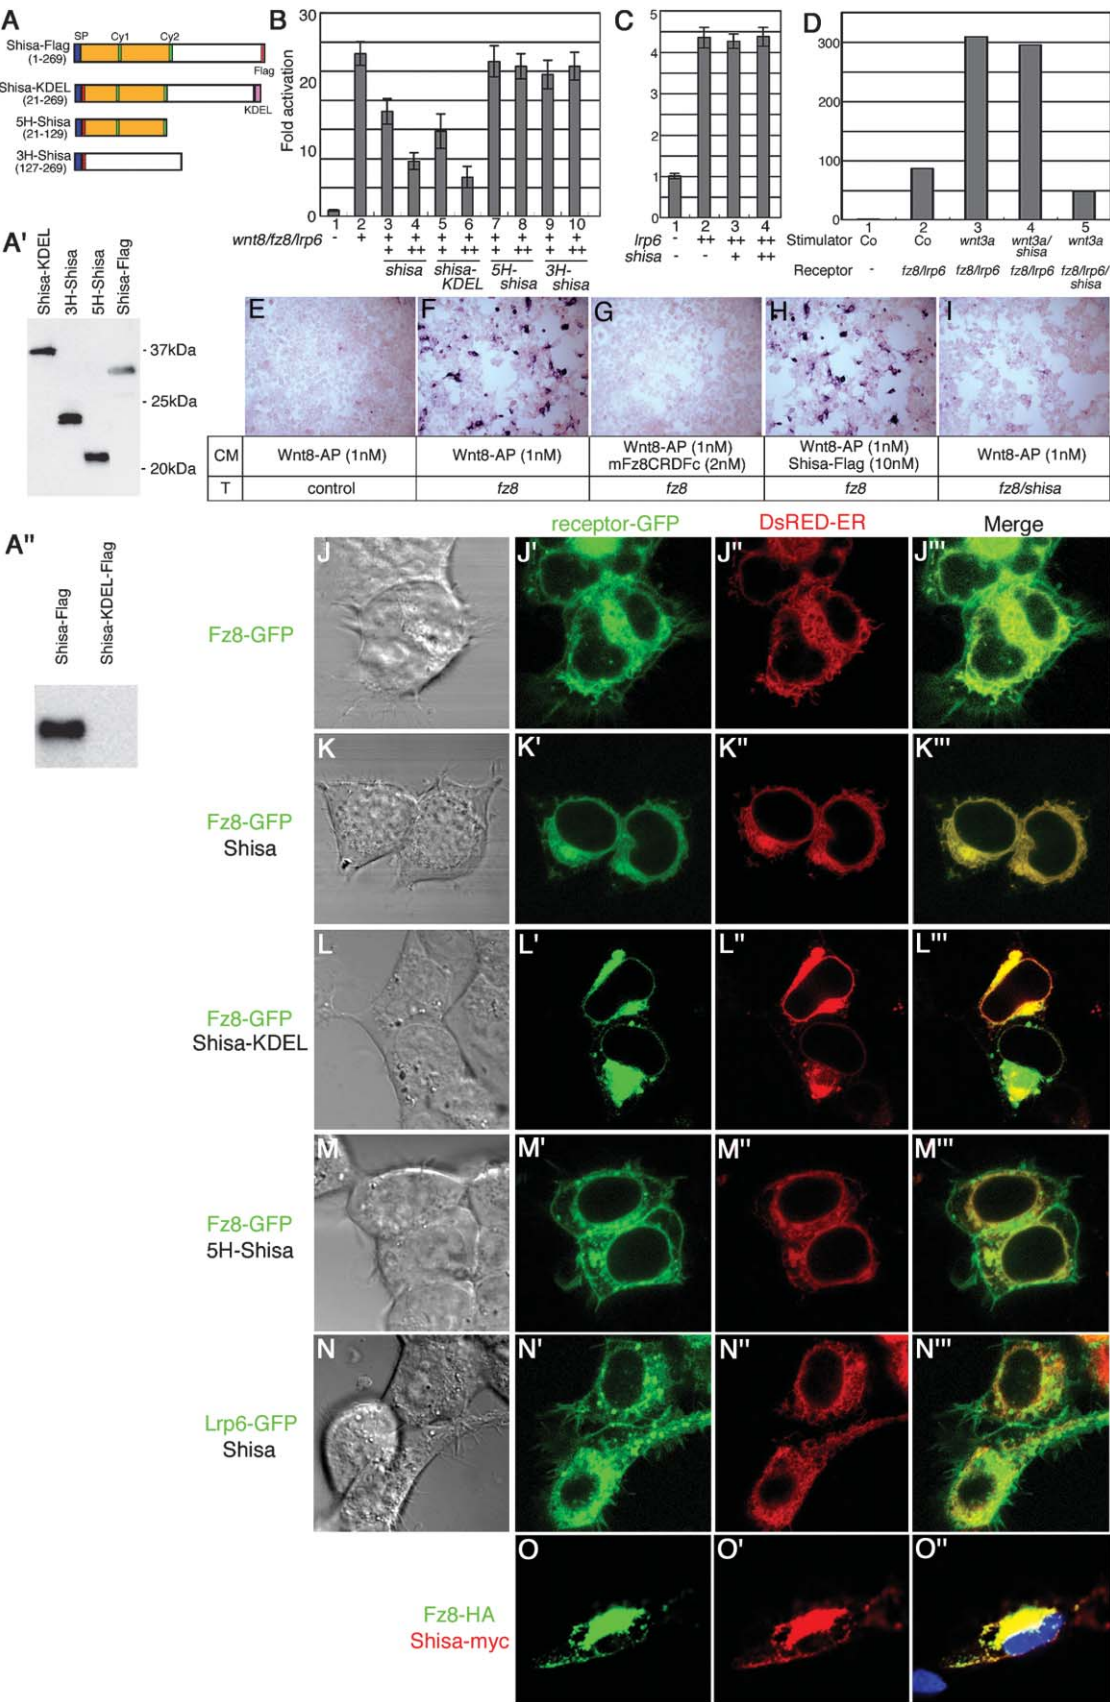 A
SP Cy1 Cy2
Shisa-Flag
(1-269)
Flag
Shisa-KDEL
(21-269)
KDEL
5H-Shisa
(21-129)
3H-Shisa
(127-269)
B
Fold activation
30
20
10
0
1 2 3 4 5 6 7 8 9 10
wnt8/fz8/lrp6 - + + + + + + + + +
+ ++ + ++ + ++ + ++
shisa shisa-KDEL 5H-shisa 3H-shisa
C
5
4
3
2
1
0
1 2 3 4
lrp6 - ++ ++ ++
shisa - - + ++
D
300
200
100
0
1 2 3 4 5
Stimulator Co Co wnt3a wnt3a/shisa wnt3a
Receptor - fz8/lrp6 fz8/lrp6 fz8/lrp6 fz8/lrp6/shisa
A'
Shisa-KDEL
3H-Shisa
5H-Shisa
Shisa-Flag
- 37kDa
- 25kDa
- 20kDa
E F G H I
CM Wnt8-AP (1nM) Wnt8-AP (1nM) Wnt8-AP (1nM) mFz8CRDFc (2nM) Wnt8-AP (1nM) Shisa-Flag (10nM) Wnt8-AP (1nM)
T control fz8 fz8 fz8 fz8/shisa
A"
Shisa-Flag
Shisa-KDEL-Flag
receptor-GFP DsRED-ER Merge
J J' J" J'"
Fz8-GFP
K K' K" K'"
Fz8-GFP
Shisa
L L' L" L'"
Fz8-GFP
Shisa-KDEL
M M' M" M'"
Fz8-GFP
5H-Shisa
N N' N" N'"
Lrp6-GFP
Shisa
O O' O"
Fz8-HA
Shisa-myc